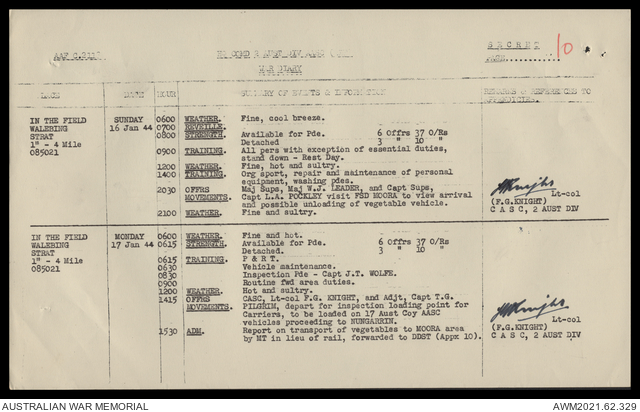 AAF C.2118
SECRET
PAGE............ 10
WAR DIARY
PLACE DATE HOUR SUMMARY OF EVENTS & INFORMATION REMARKS & REFERENCES TO APPENDICES.
IN THE FIELD SUNDAY 0600 WEATHER. Fine, cool breeze.
WALEBING 16 Jan 44 0700 REVEILLE.
STRAT 0800 STRENGTH. Available for Pde. 6 Offrs 37 O/Rs
1" - 4 Mile Detached 3 " 10 "
085021 0900 TRAINING. All pers with exception of essential duties,
stand down - Rest Day.
1200 WEATHER. Fine, hot and sultry.
1400 TRAINING. Org sport, repair and maintenance of personal
equipment, washing pdes.
2030 OFFRS Maj Sups, Maj W.J. LEADER, and Capt Sups,
MOVEMENTS. Capt L.A. POCKLEY visit FSD MOORA to view arrival
and possible unloading of vegetable vehicle.
2100 WEATHER. Fine and sultry.
Lt-col
(F.G.KNIGHT)
C A S C, 2 AUST DIV
IN THE FIELD MONDAY 0600 WEATHER. Fine and hot.
WALEBING 17 Jan 44 0615 STRENGTH. Available for Pde. 6 Offrs 37 O/Rs
STRAT Detached. 3 " 10 "
1" - 4 Mile 0615 TRAINING. P & R T.
085021 0630 Vehicle maintenance.
0830 Inspection Pde - Capt J.T. WOLFE.
0900 Routine fwd area duties.
1200 WEATHER. Hot and sultry.
1415 OFFRS CASC, Lt-col F.G. KNIGHT, and Adjt, Capt T.G.
MOVEMENTS. PILGRIM, depart for inspection loading point for
Carriers, to be loaded on 17 Aust Coy AASC
vehicles proceeding to NUNGARRIN.
1530 ADM. Report on transport of vegetables to MOORA area
by MT in lieu of rail, forwarded to DDST (Appx 10).
Lt-col
(F.G.KNIGHT)
C A S C, 2 AUST DIV
AUSTRALIAN WAR MEMORIAL AWM2021.62.329